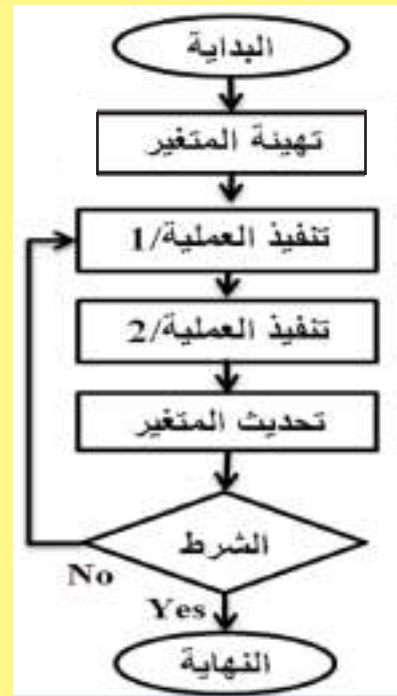 البداية
تهيئة المتغير
تنفيذ العملية/1
تنفيذ العملية/2
تحديث المتغير
الشرط
No
Yes
النهاية